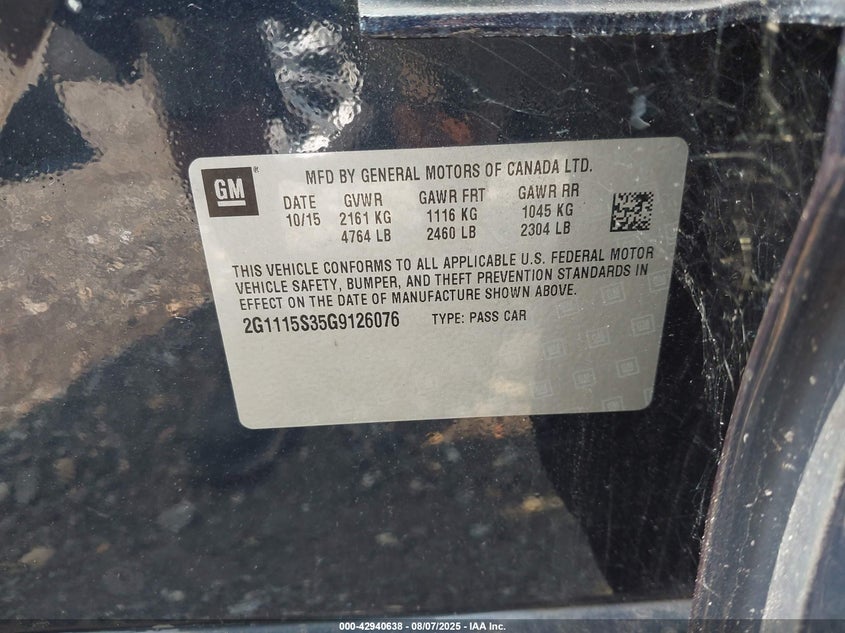 GM
MFD BY GENERAL MOTORS OF CANADA LTD.
DATE GVWR GAWR FRT GAWR RR
10/15 2161 KG 1116 KG 1045 KG
4764 LB 2460 LB 2304 LB
THIS VEHICLE CONFORMS TO ALL APPLICABLE U.S. FEDERAL MOTOR
VEHICLE SAFETY, BUMPER, AND THEFT PREVENTION STANDARDS IN
EFFECT ON THE DATE OF MANUFACTURE SHOWN ABOVE.
2G1115S35G9126076 TYPE: PASS CAR
000-42940638 - 08/07/2025 - IAA Inc.